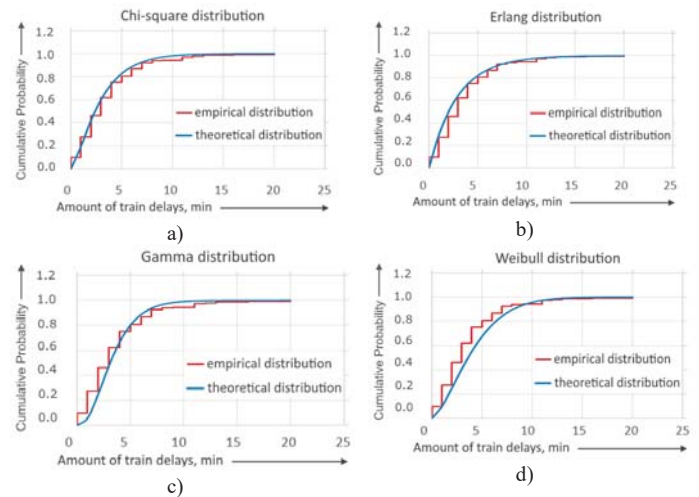 Chi-square distribution
Cumulative Probability
1.2
1.0
0.8
0.6
0.4
0.2
0.0
empirical distribution
theoretical distribution
0 5 10 15 20 25
Amount of train delays, min
a)
Erlang distribution
Cumulative Probability
1.2
1.0
0.8
0.6
0.4
0.2
0.0
empirical distribution
theoretical distribution
0 5 10 15 20 25
Amount of train delays, min
b)
Gamma distribution
Cumulative Probability
1.2
1.0
0.8
0.6
0.4
0.2
0.0
empirical distribution
theoretical distribution
0 5 10 15 20 25
Amount of train delays, min
c)
Weibull distribution
Cumulative Probability
1.2
1.0
0.8
0.6
0.4
0.2
0.0
empirical distribution
theoretical distribution
0 5 10 15 20 25
Amount of train delays, min
d)